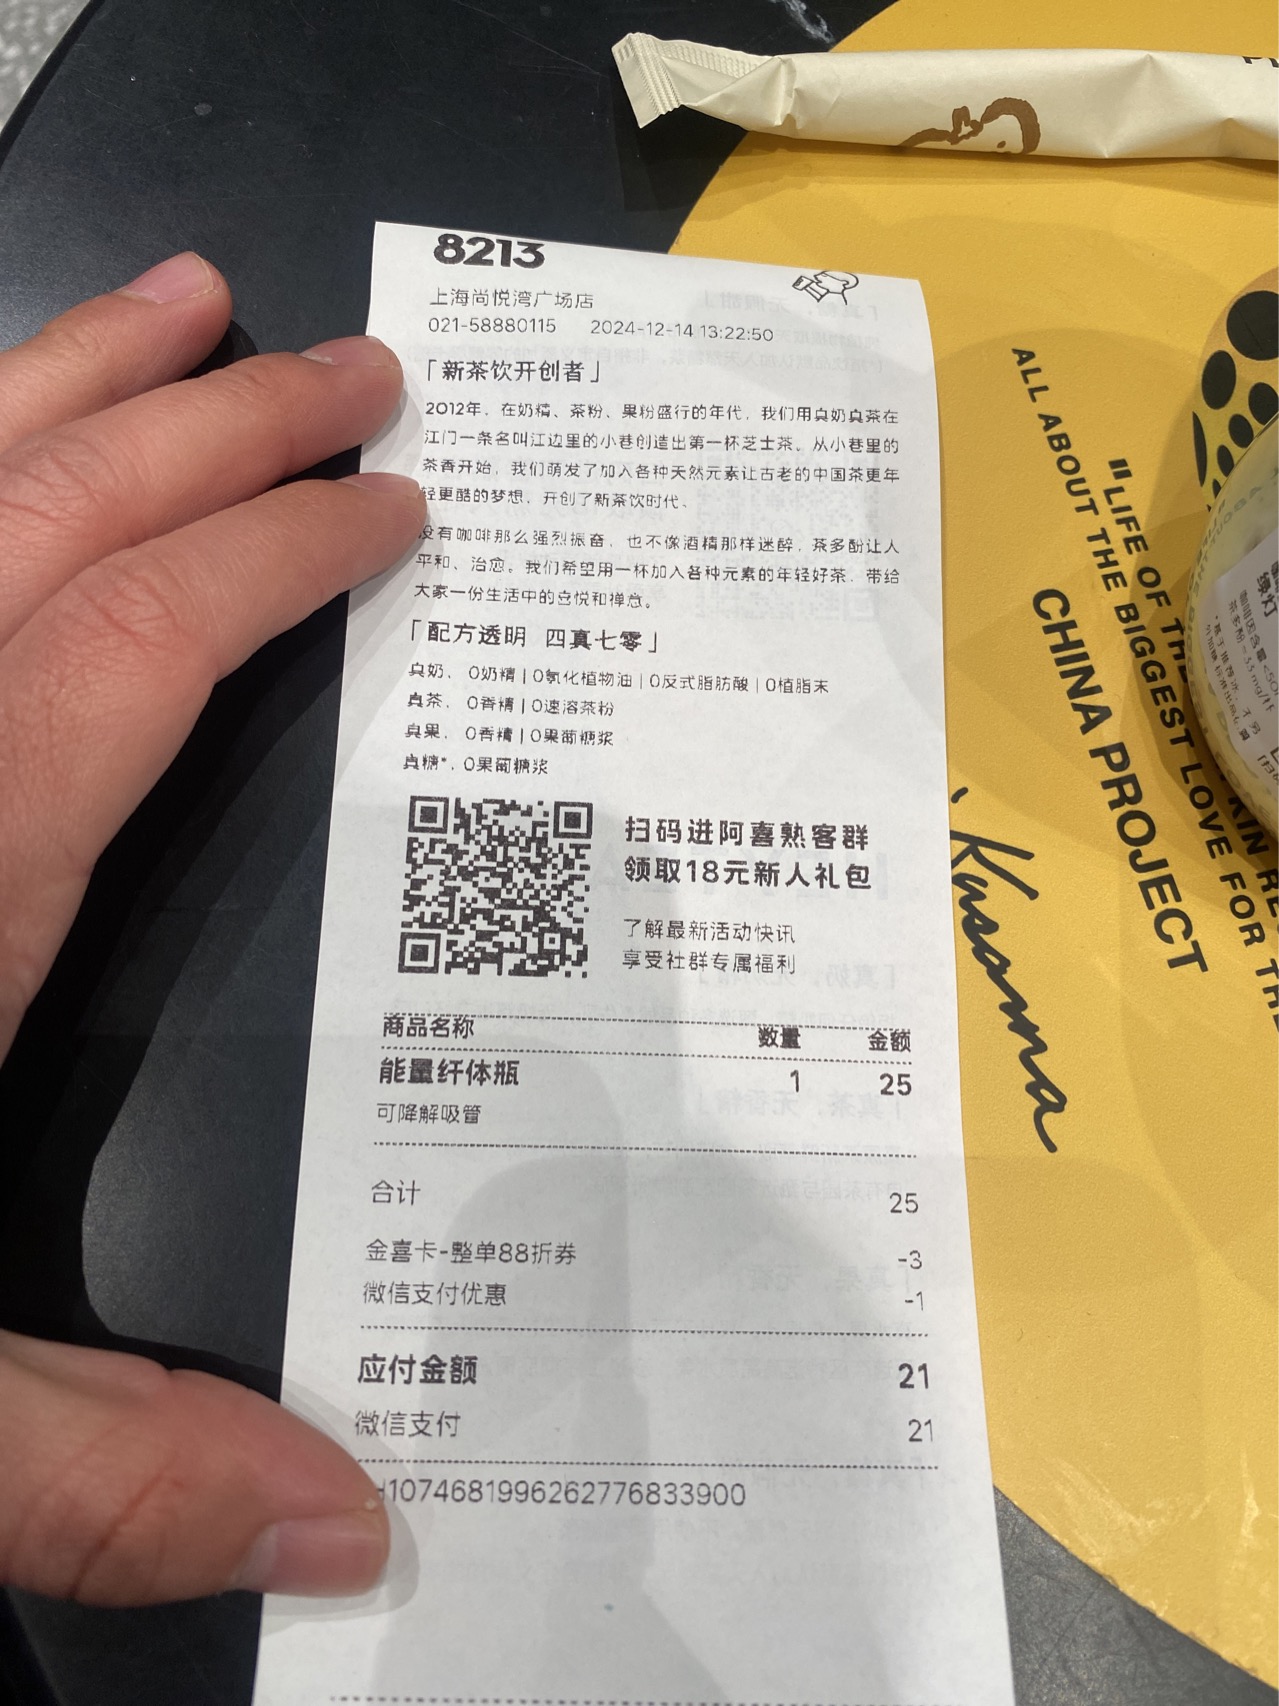 8213
上海尚悦湾广场店
021-58880115 2024-12-14 13:22:50
「新茶饮开创者」
2012年，在奶精、茶粉、果粉盛行的年代，我们用真奶真茶在
江门一条名叫江边里的小巷创造出第一杯芝士茶。从小巷里的
茶香开始，我们萌发了加入各种天然元素让古老的中国茶更年
轻更酷的梦想，开创了新茶饮时代。
没有咖啡那么强烈振奋，也不像酒精那样迷醉，茶多酚让人
平和、治愈。我们希望用一杯加入各种元素的年轻好茶，带给
大家一份生活中的喜悦和禅意。
「配方透明 四真七零」
真奶，0奶精 | 0氢化植物油 | 0反式脂肪酸 | 0植脂末
真茶，0香精 | 0速溶茶粉
真果，0香精 | 0果葡糖浆
真糖*，0果葡糖浆
扫码进阿喜熟客群
领取18元新人礼包
了解最新活动快讯
享受社群专属福利
商品名称 数量 金额
能量纤体瓶 1 25
可降解吸管
合计 25
金喜卡-整单88折券 -3
微信支付优惠 -1
应付金额 21
微信支付 21
H1074681996262776833900
"LIFE OF THE
ALL ABOUT THE BIGGEST LOVE FOR THE
CHINA PROJECT
Kusama
绿灯